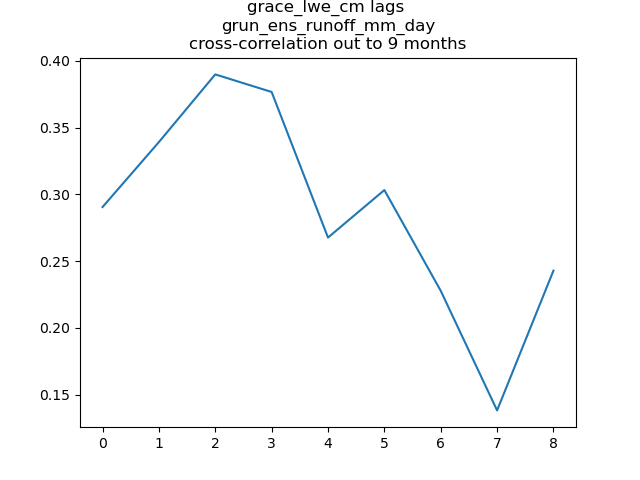 grace_lwe_cm lags
grun_ens_runoff_mm_day
cross-correlation out to 9 months
0.40
0.35
0.30
0.25
0.20
0.15
0 1 2 3 4 5 6 7 8